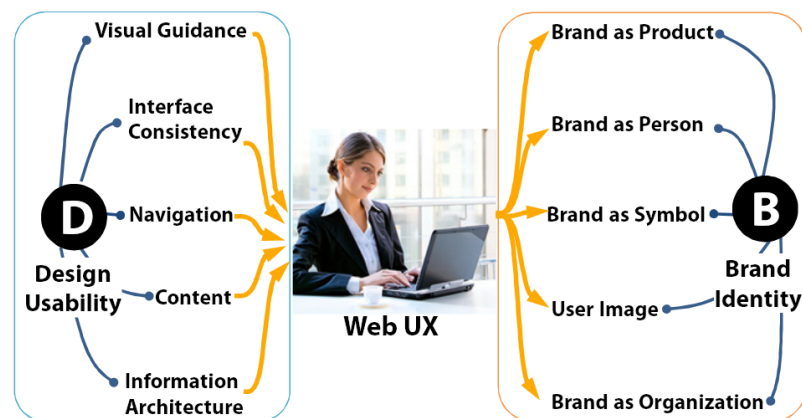 Visual Guidance
Interface
Consistency
D
Navigation
Design
Usability
Content
Information
Architecture
Web UX
Brand as Product
Brand as Person
Brand as Symbol
B
Brand
Identity
User Image
Brand as Organization